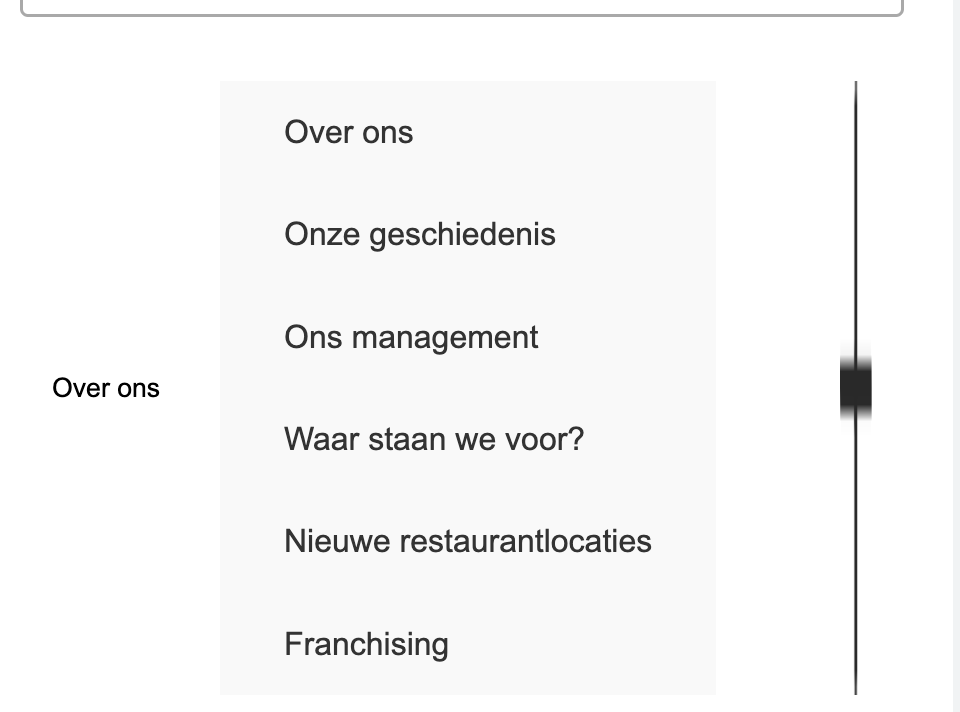 Over ons
Onze geschiedenis
Ons management
Over ons
Waar staan we voor?
Nieuwe restaurantlocaties
Franchising